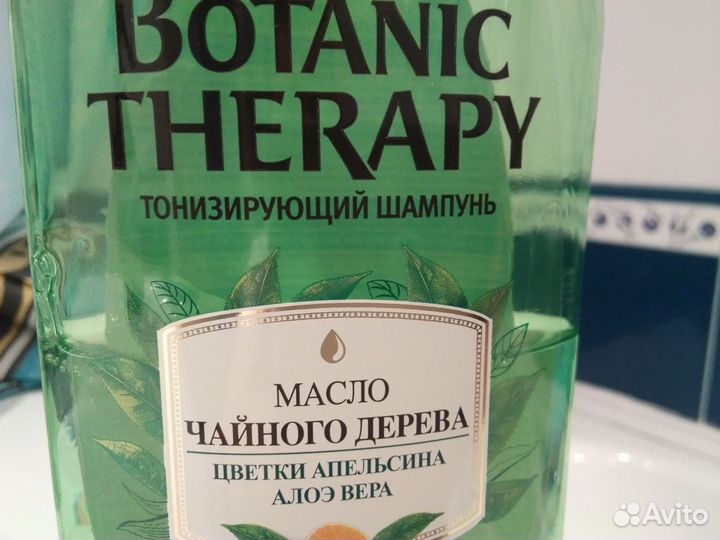 BOTANIC
THERAPY
ТОНИЗИРУЮЩИЙ ШАМПУНЬ
МАСЛО
ЧАЙНОГО ДЕРЕВА
ЦВЕТКИ АПЕЛЬСИНА
АЛОЭ ВЕРА
Avito